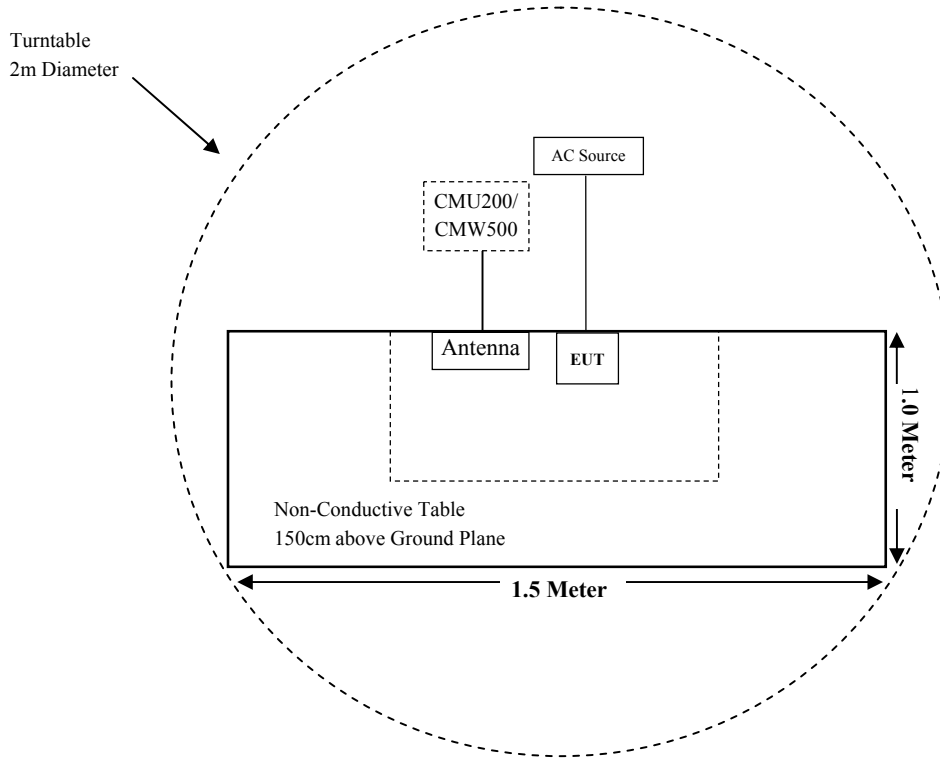 Turntable
2m Diameter
AC Source
CMU200/
CMW500
Antenna
EUT
1.0 Meter
Non-Conductive Table
150cm above Ground Plane
1.5 Meter